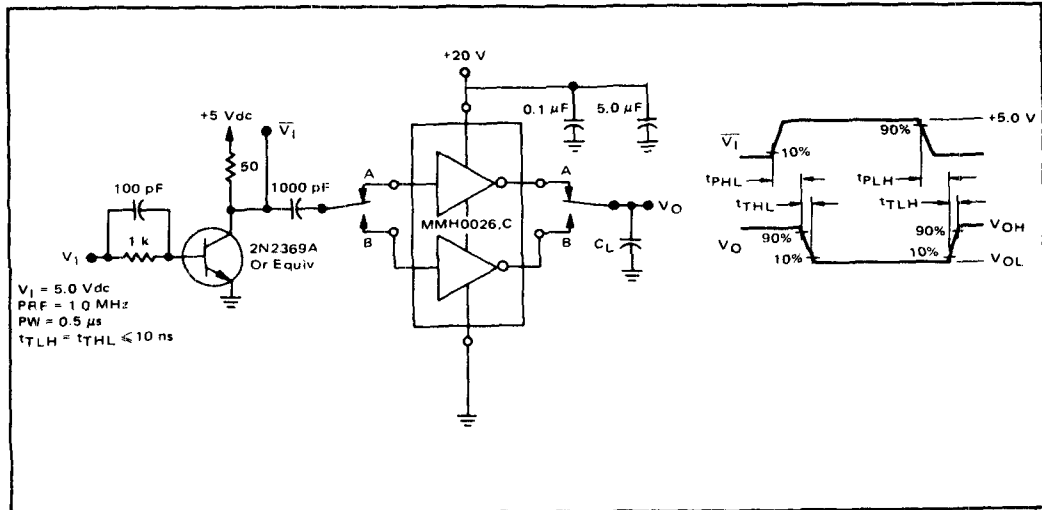 +20 V
0.1 µF
5.0 µF
+5 Vdc
V̅I
50
100 pF
1000 pF
1 k
VI
2N2369A
Or Equiv
VI = 5.0 Vdc
PRF = 1.0 MHz
PW = 0.5 µs
tTLH = tTHL ≤ 10 ns
A
B
MMH0026,C
A
B
VO
CL
V̅I
+5.0 V
90%
10%
tPHL
tPLH
tTHL
tTLH
VO
90%
10%
90%
10%
VOH
VOL